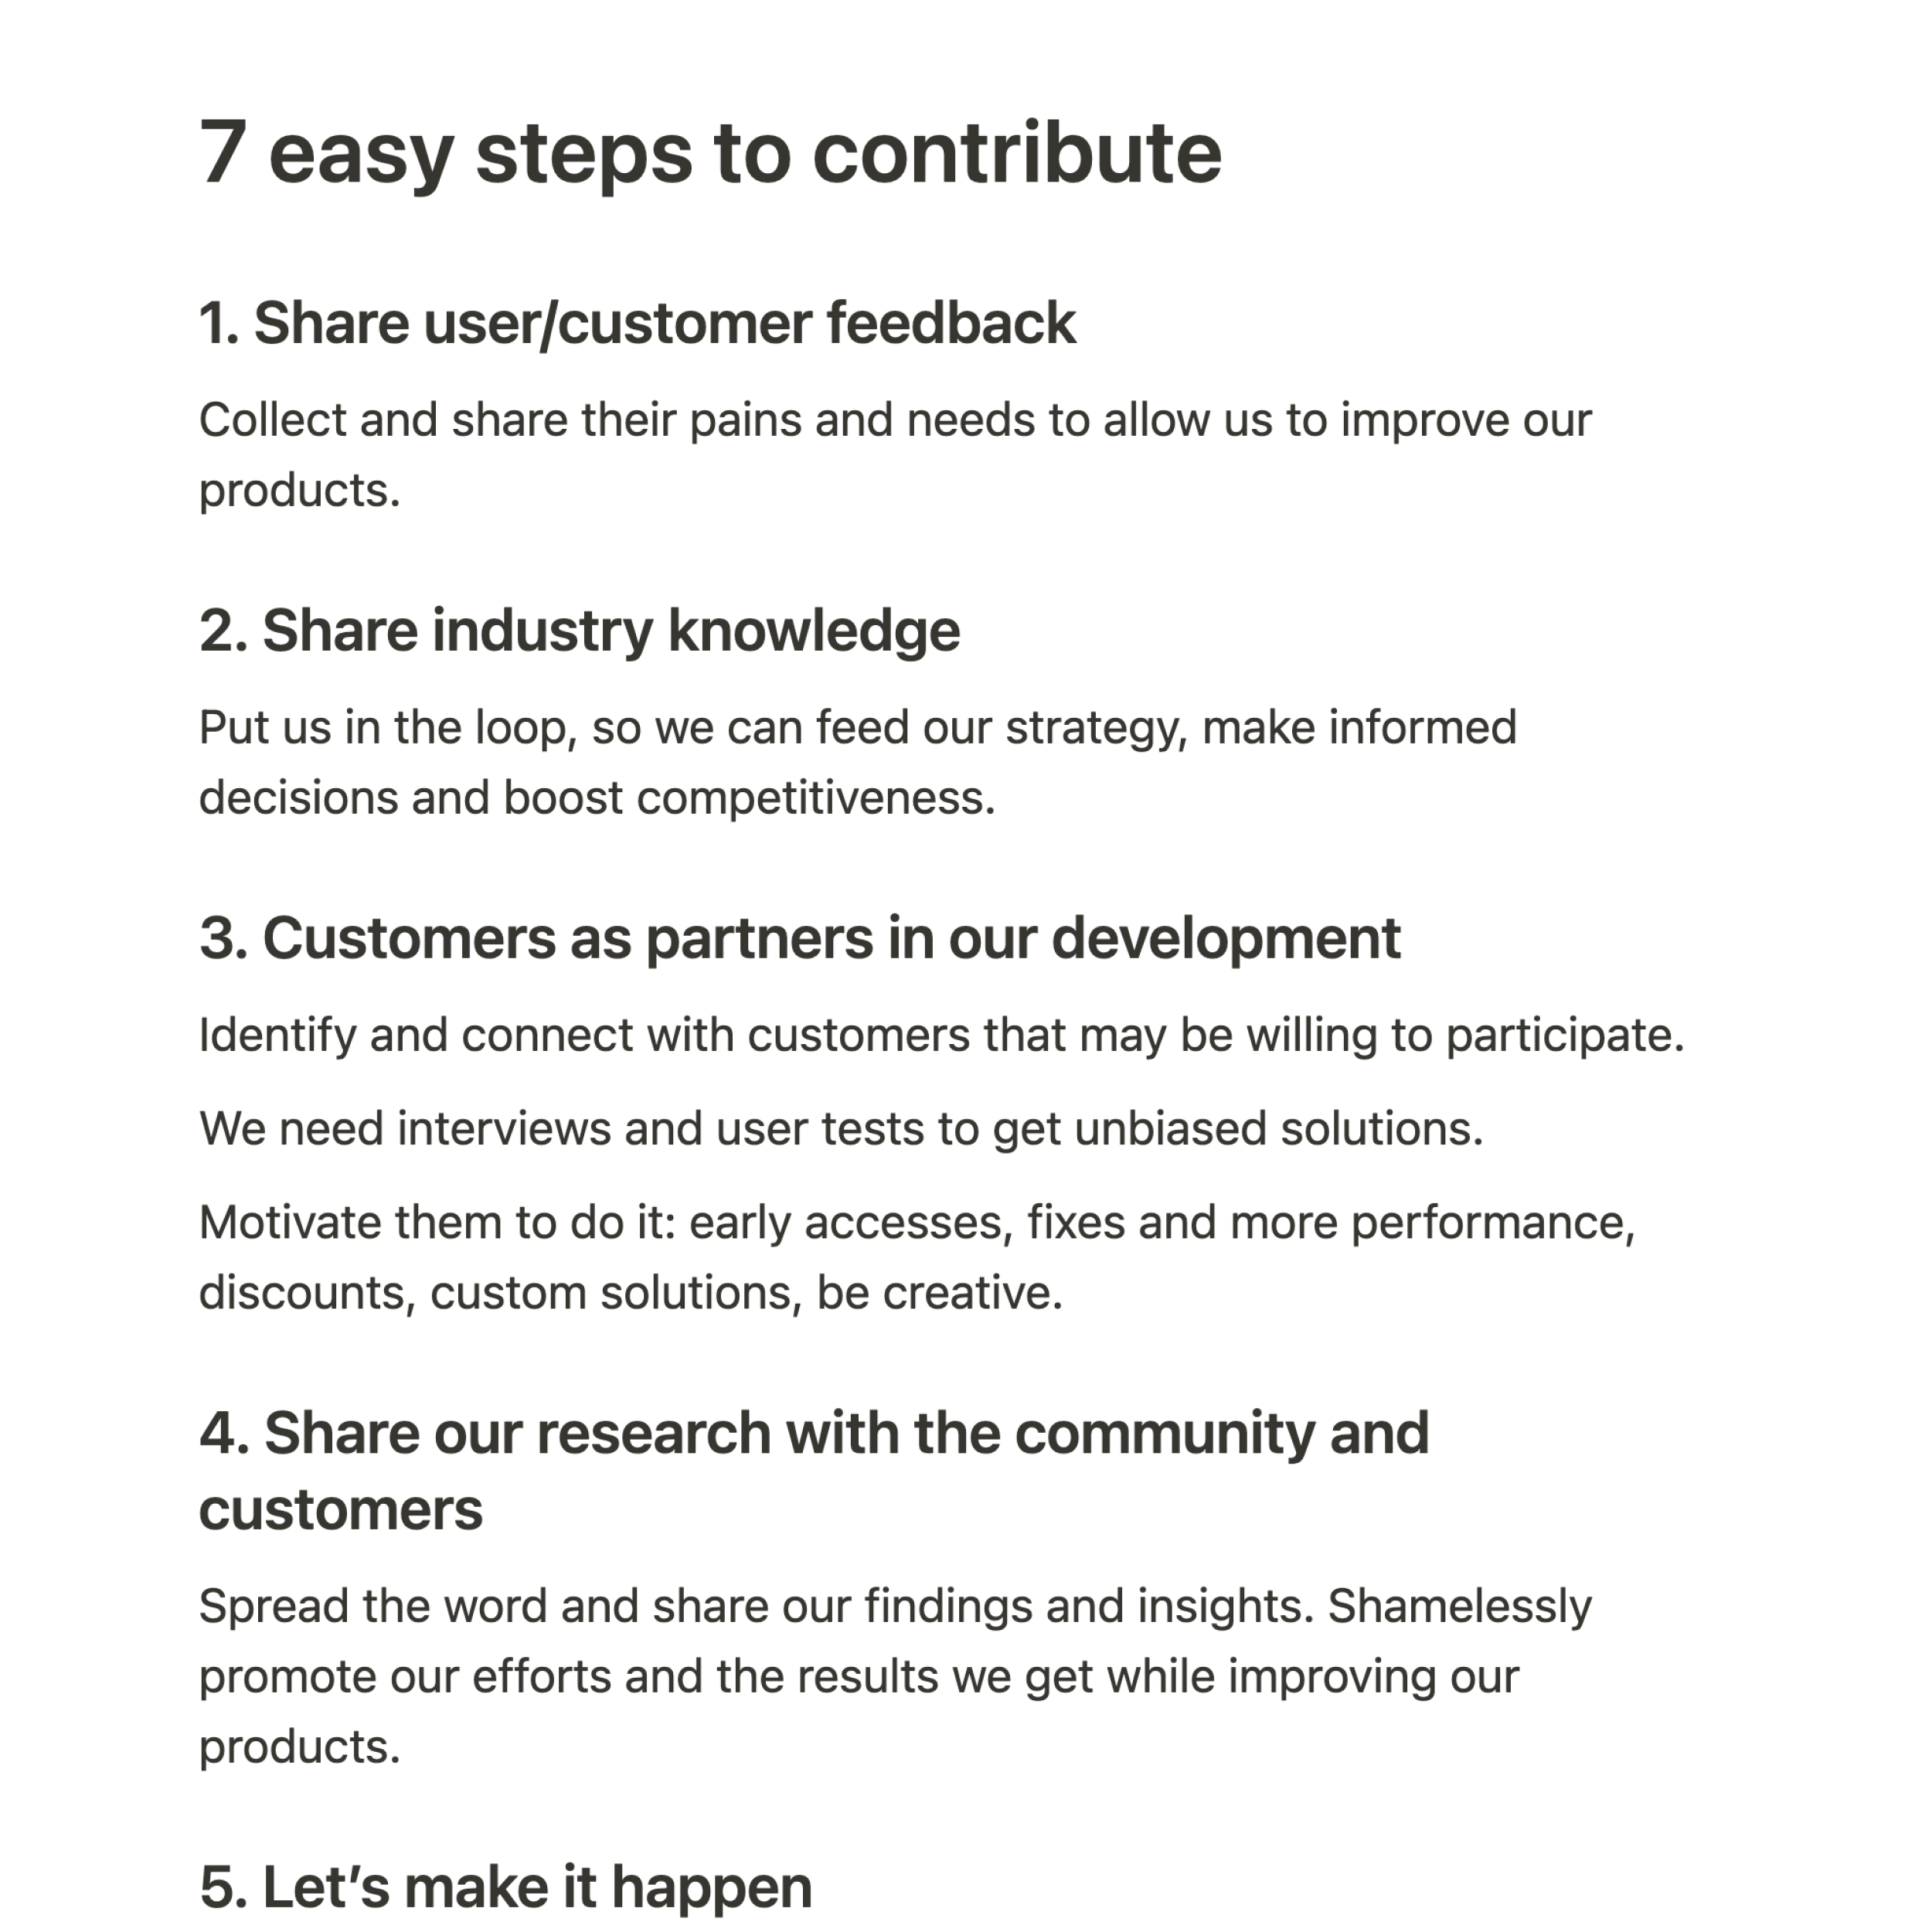 7 easy steps to contribute
1. Share user/customer feedback
Collect and share their pains and needs to allow us to improve our
products.
2. Share industry knowledge
Put us in the loop, so we can feed our strategy, make informed
decisions and boost competitiveness.
3. Customers as partners in our development
Identify and connect with customers that may be willing to participate.
We need interviews and user tests to get unbiased solutions.
Motivate them to do it: early accesses, fixes and more performance,
discounts, custom solutions, be creative.
4. Share our research with the community and
customers
Spread the word and share our findings and insights. Shamelessly
promote our efforts and the results we get while improving our
products.
5. Let’s make it happen